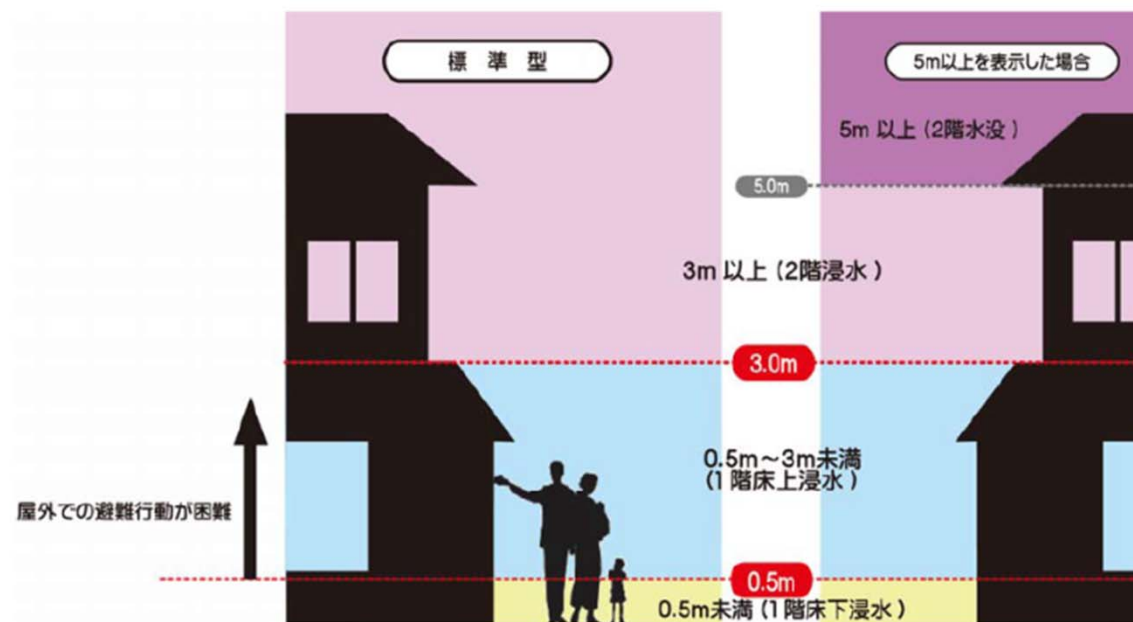 標準型
5m以上を表示した場合
5m 以上（2階水没）
5.0m
3m 以上（2階浸水）
3.0m
0.5m～3m未満
（1階床上浸水）
屋外での避難行動が困難
0.5m
0.5m未満（1階床下浸水）